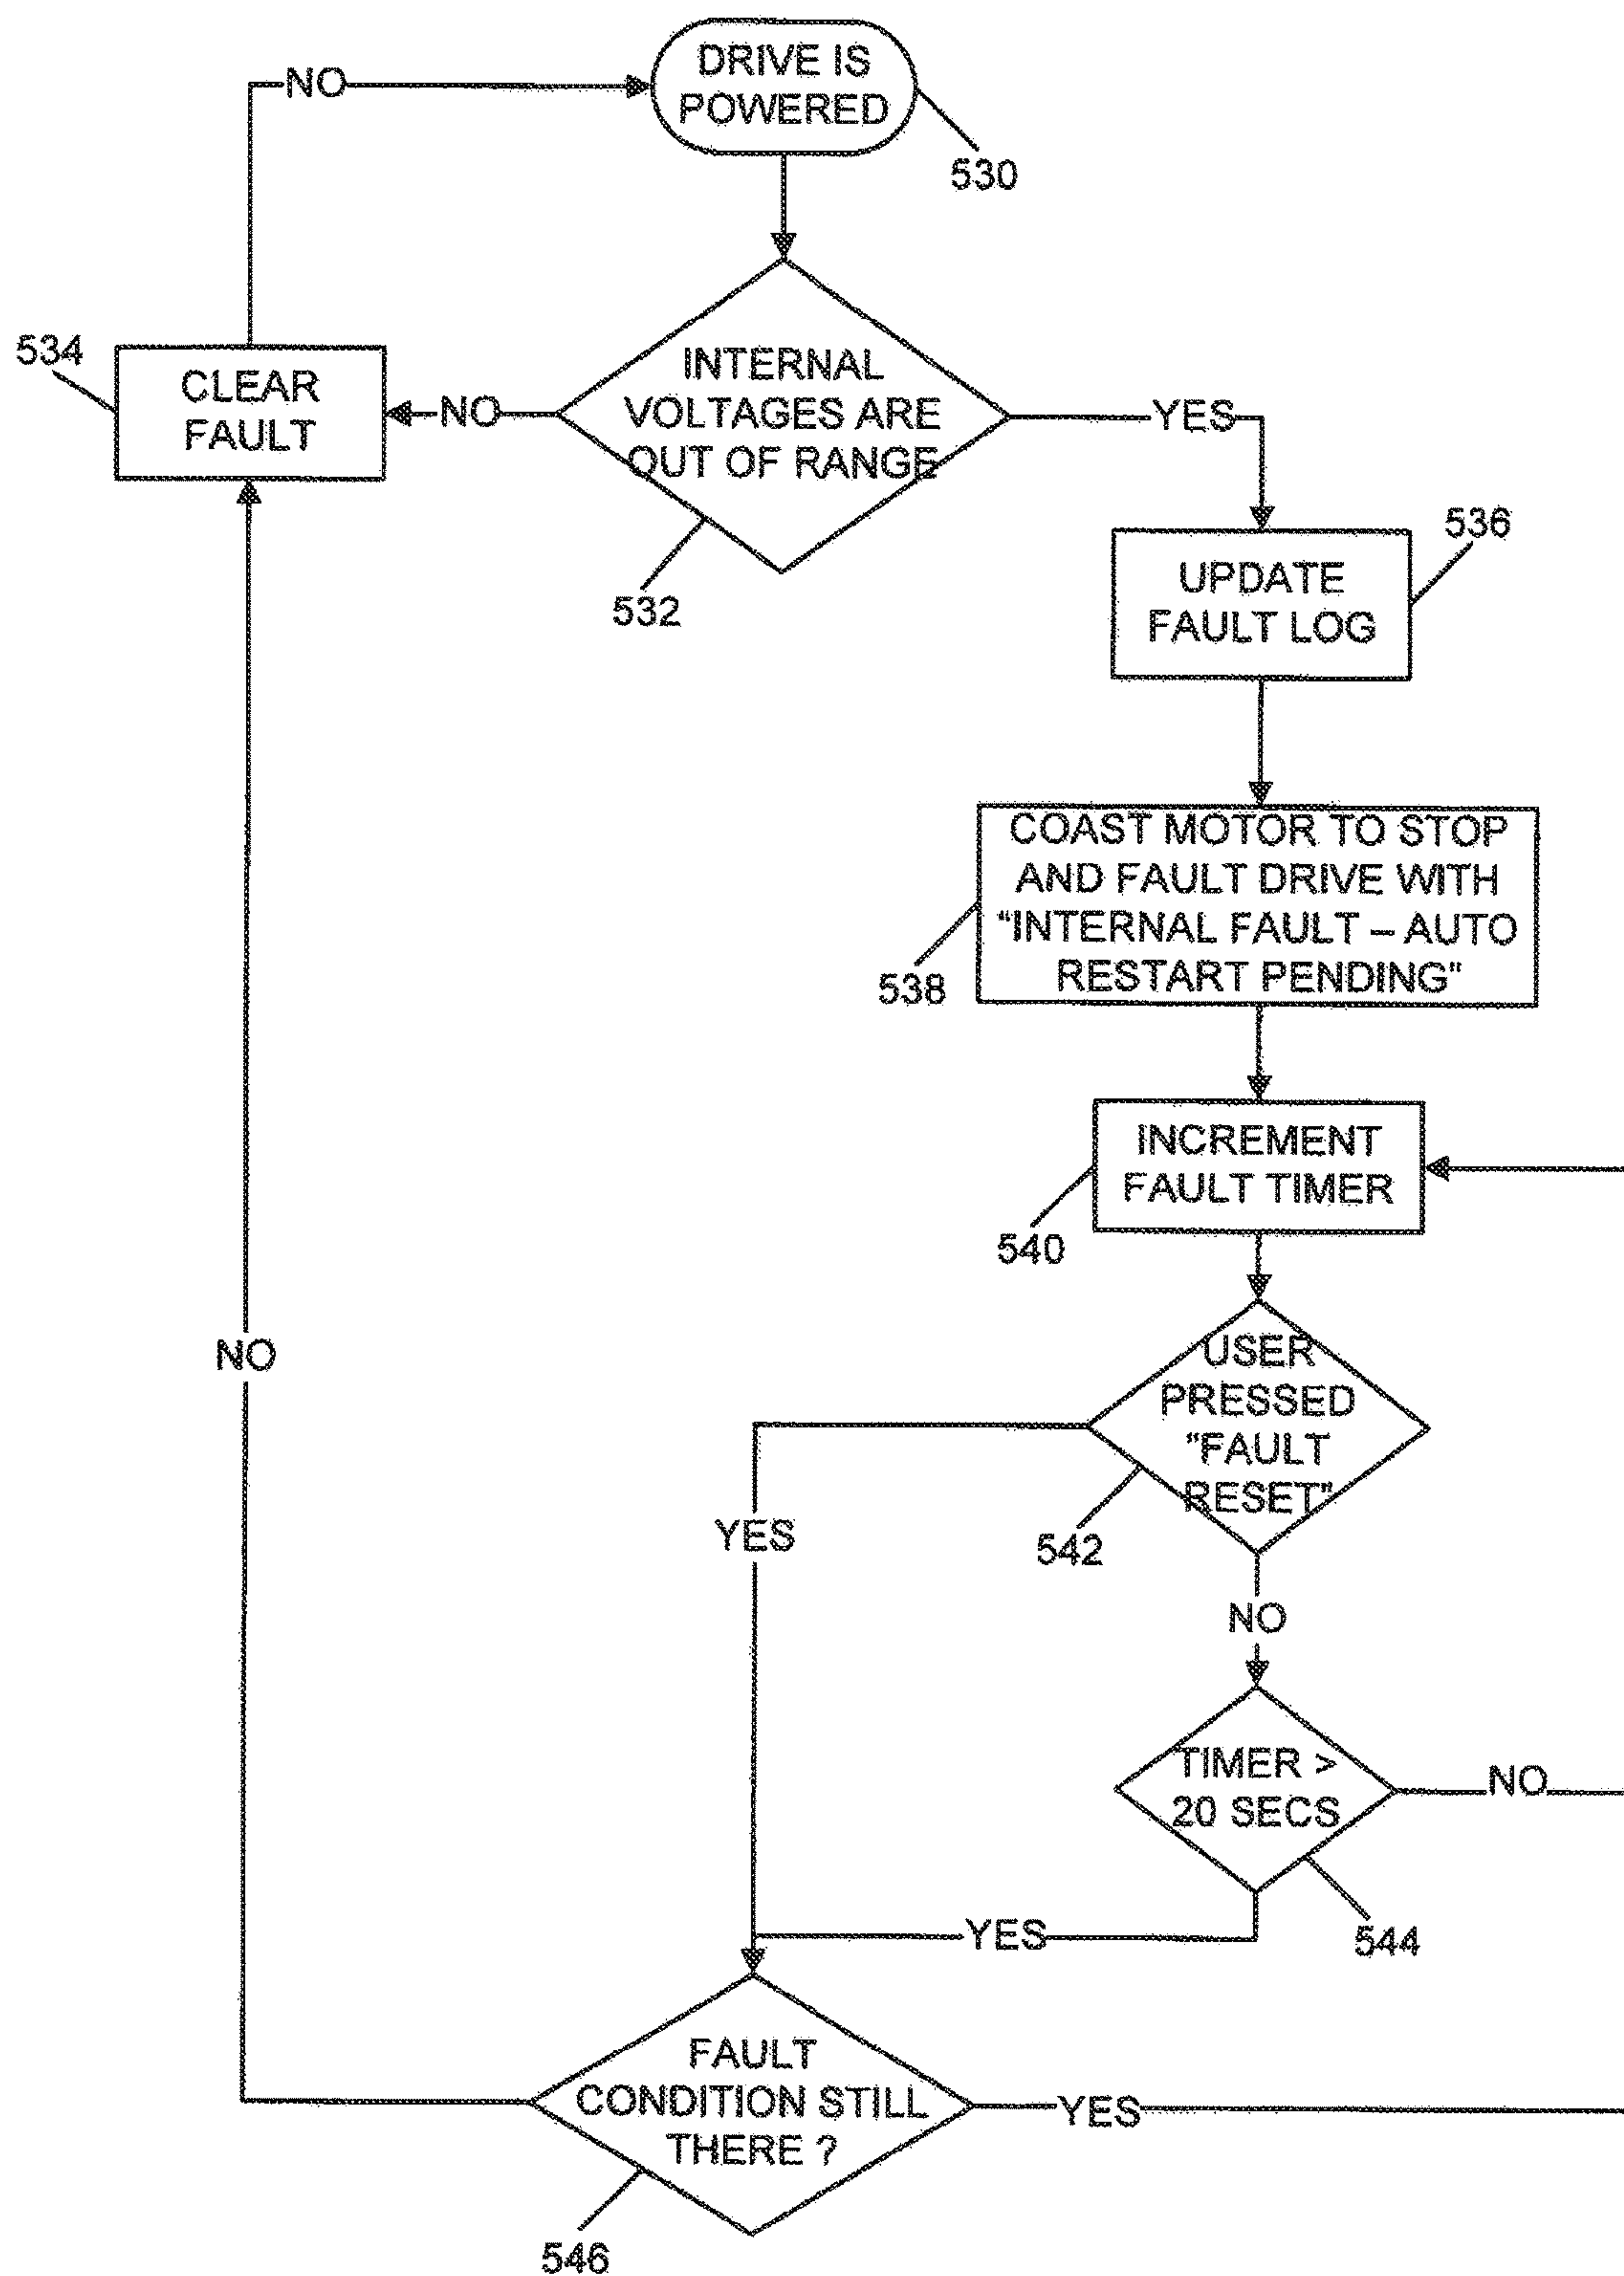 DRIVE IS
POWERED
530
NO
INTERNAL
VOLTAGES ARE
OUT OF RANGE
532
NO
534
CLEAR
FAULT
YES
536
UPDATE
FAULT LOG
COAST MOTOR TO STOP
AND FAULT DRIVE WITH
“INTERNAL FAULT – AUTO
RESTART PENDING”
538
INCREMENT
FAULT TIMER
540
USER
PRESSED
“FAULT
RESET”
542
YES
NO
NO
TIMER >
20 SECS
NO
544
YES
FAULT
CONDITION STILL
THERE ?
YES
546